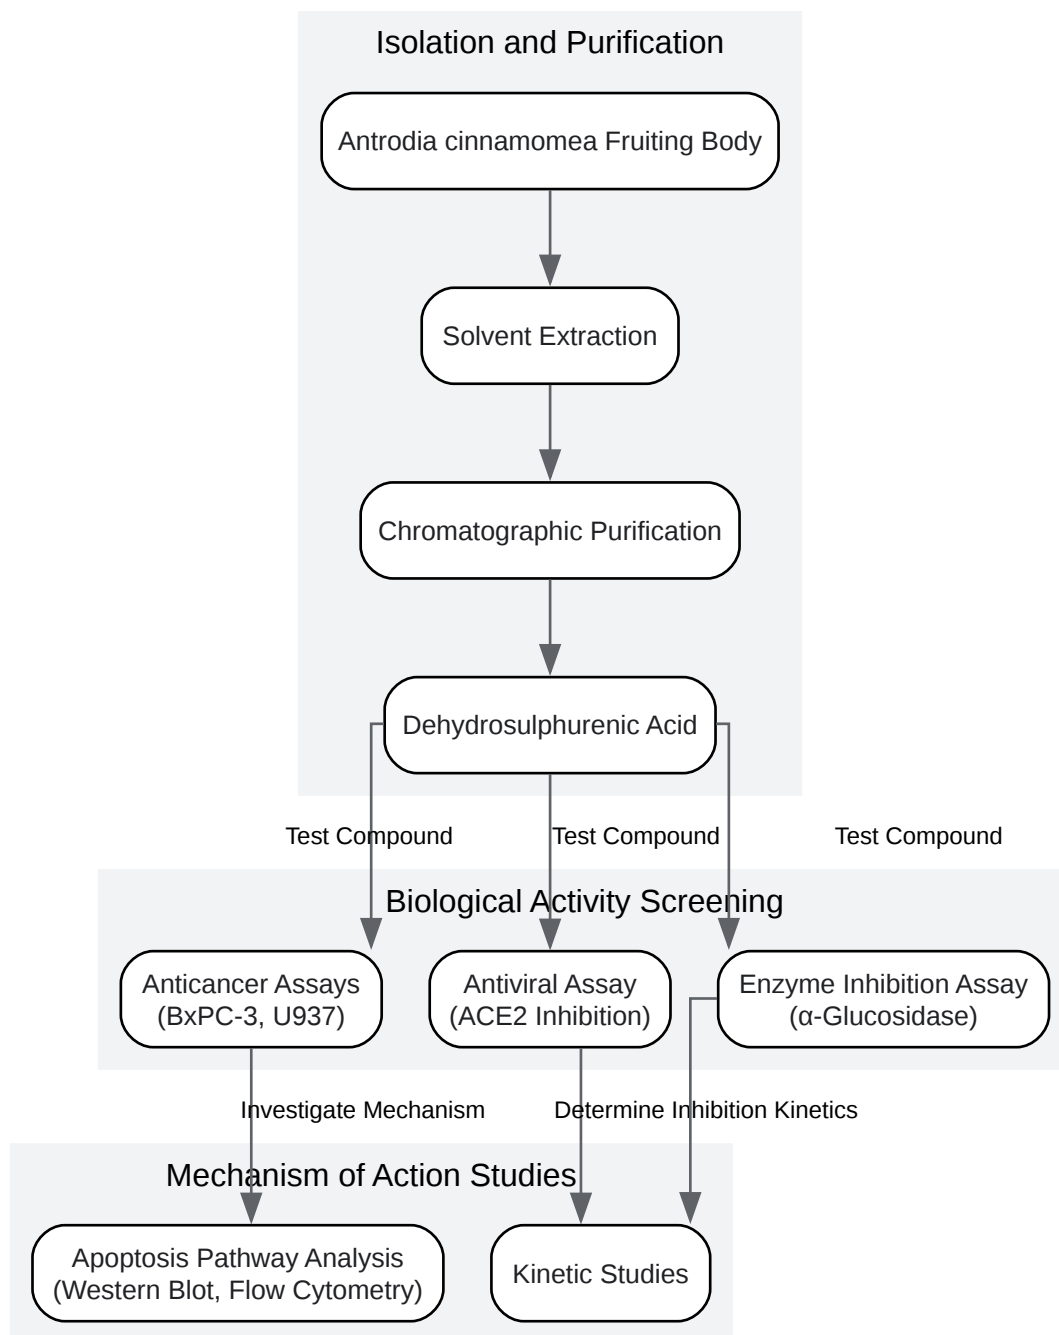 Isolation and Purification
Antrodia cinnamomea Fruiting Body
Solvent Extraction
Chromatographic Purification
Dehydrosulphurenic Acid
Test Compound
Test Compound
Test Compound
Biological Activity Screening
Anticancer Assays
(BxPC-3, U937)
Antiviral Assay
(ACE2 Inhibition)
Enzyme Inhibition Assay
(α-Glucosidase)
Investigate Mechanism
Determine Inhibition Kinetics
Mechanism of Action Studies
Apoptosis Pathway Analysis
(Western Blot, Flow Cytometry)
Kinetic Studies